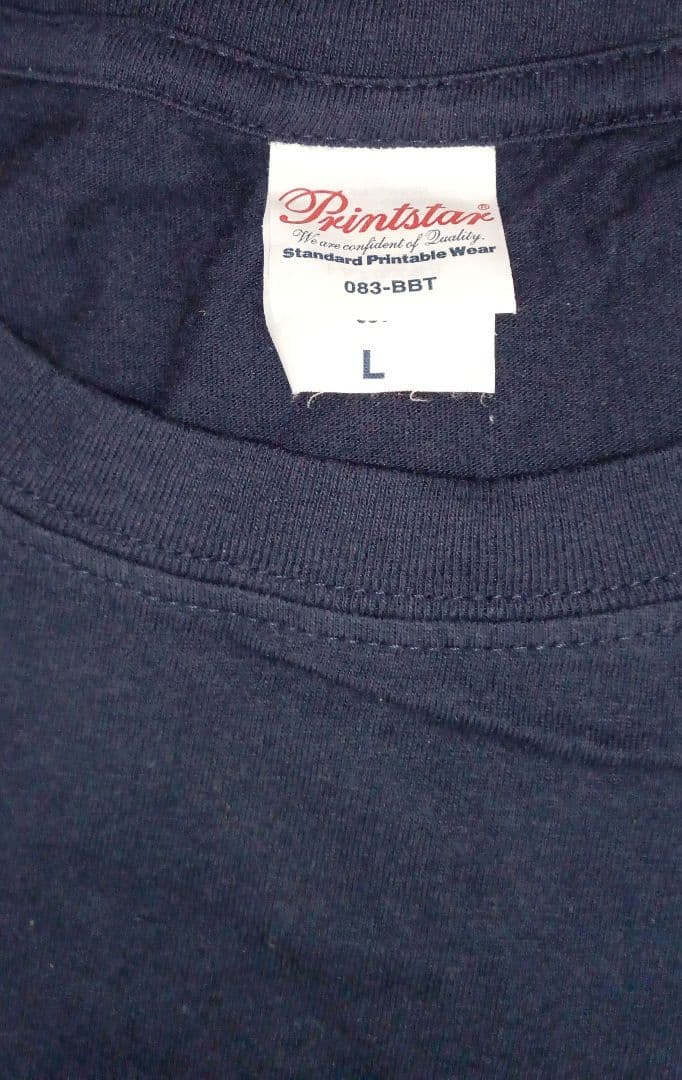 Printstar®
We are confident of Quality.
Standard Printable Wear
083-BBT
L